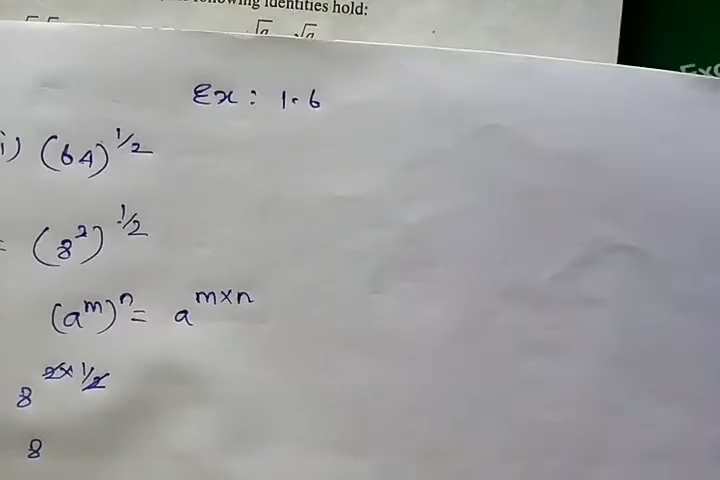 following identities hold:
Ex: 1.6
i) (64)^1/2
= (8^2)^1/2
(a^m)^n = a^m×n
8^2×1/2
8